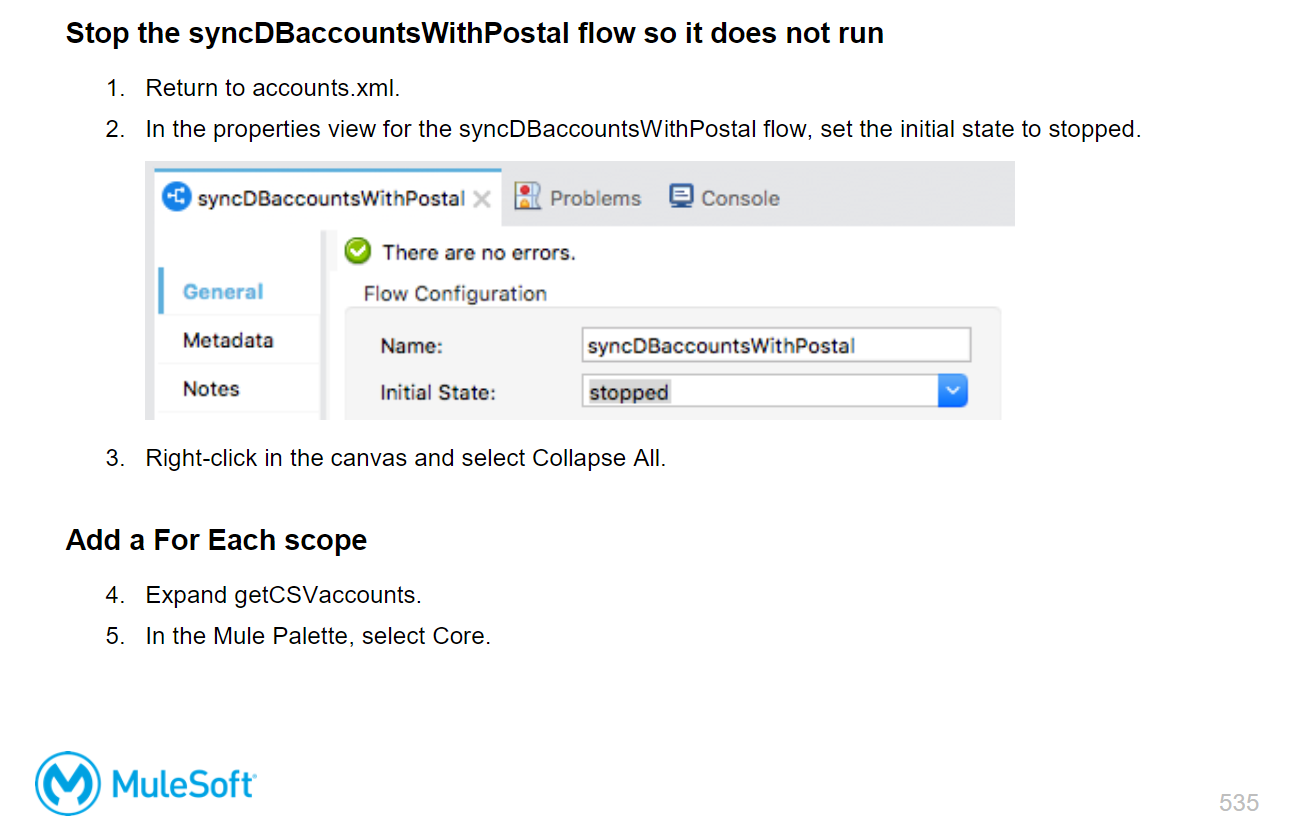 Stop the syncDBaccountsWithPostal flow so it does not run
1. Return to accounts.xml.
2. In the properties view for the syncDBaccountsWithPostal flow, set the initial state to stopped.
syncDBaccountsWithPostal Problems Console
There are no errors.
General
Flow Configuration
Metadata
Name: syncDBaccountsWithPostal
Notes
Initial State: stopped
3. Right-click in the canvas and select Collapse All.
Add a For Each scope
4. Expand getCSVaccounts.
5. In the Mule Palette, select Core.
MuleSoft
535